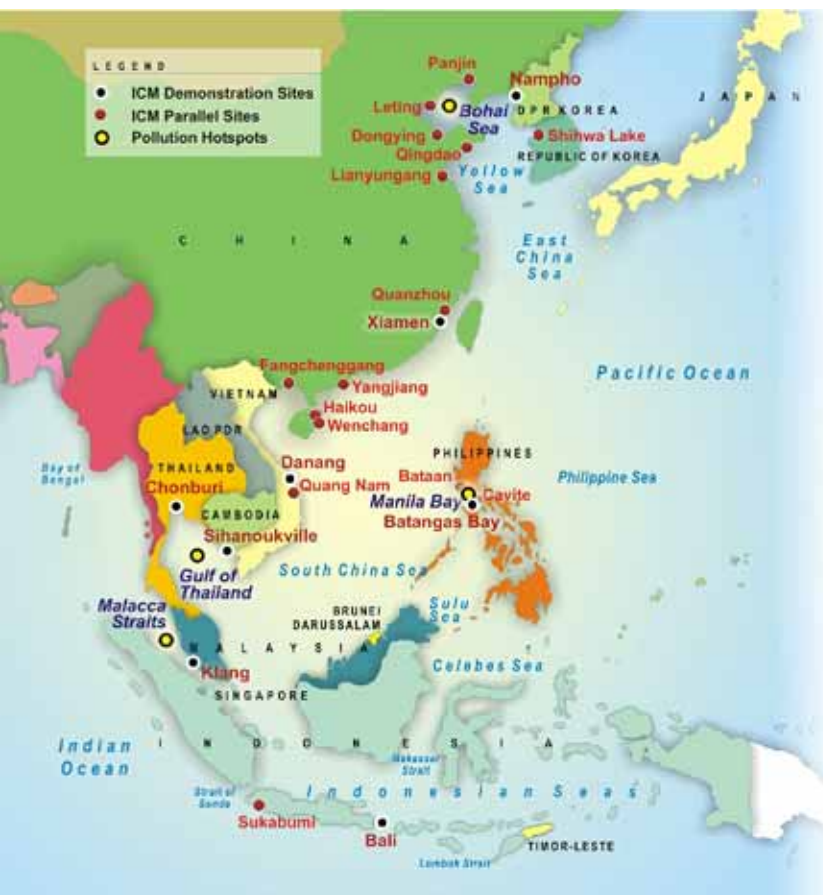 LEGEND
ICM Demonstration Sites
ICM Parallel Sites
Pollution Hotspots
Panjin
Nampho
JAPAN
Leting
Bohai
Sea
DPR KOREA
Dongying
Shihwa Lake
Qingdao
REPUBLIC OF KOREA
Lianyungang
Yellow
Sea
CHINA
East
China
Sea
Quanzhou
Xiamen
Fangchenggang
Pacific Ocean
Yangjiang
VIETNAM
Haikou
Wenchang
LAO PDR
PHILIPPINES
Bay of
Bengal
THAILAND
Danang
Bataan
Philippine Sea
Chonburi
Quang Nam
Manila Bay
Cavite
CAMBODIA
Batangas Bay
Sihanoukville
Gulf of
Thailand
South China Sea
Malacca
Straits
BRUNEI
DARUSSALAM
Sulu
Sea
MALAYSIA
Klang
Celebes Sea
SINGAPORE
Indian
Ocean
INDONESIA
Makassar
Strait
Strait of
Sunda
Indonesian Seas
Sukabumi
Bali
TIMOR-LESTE
Lombok Strait